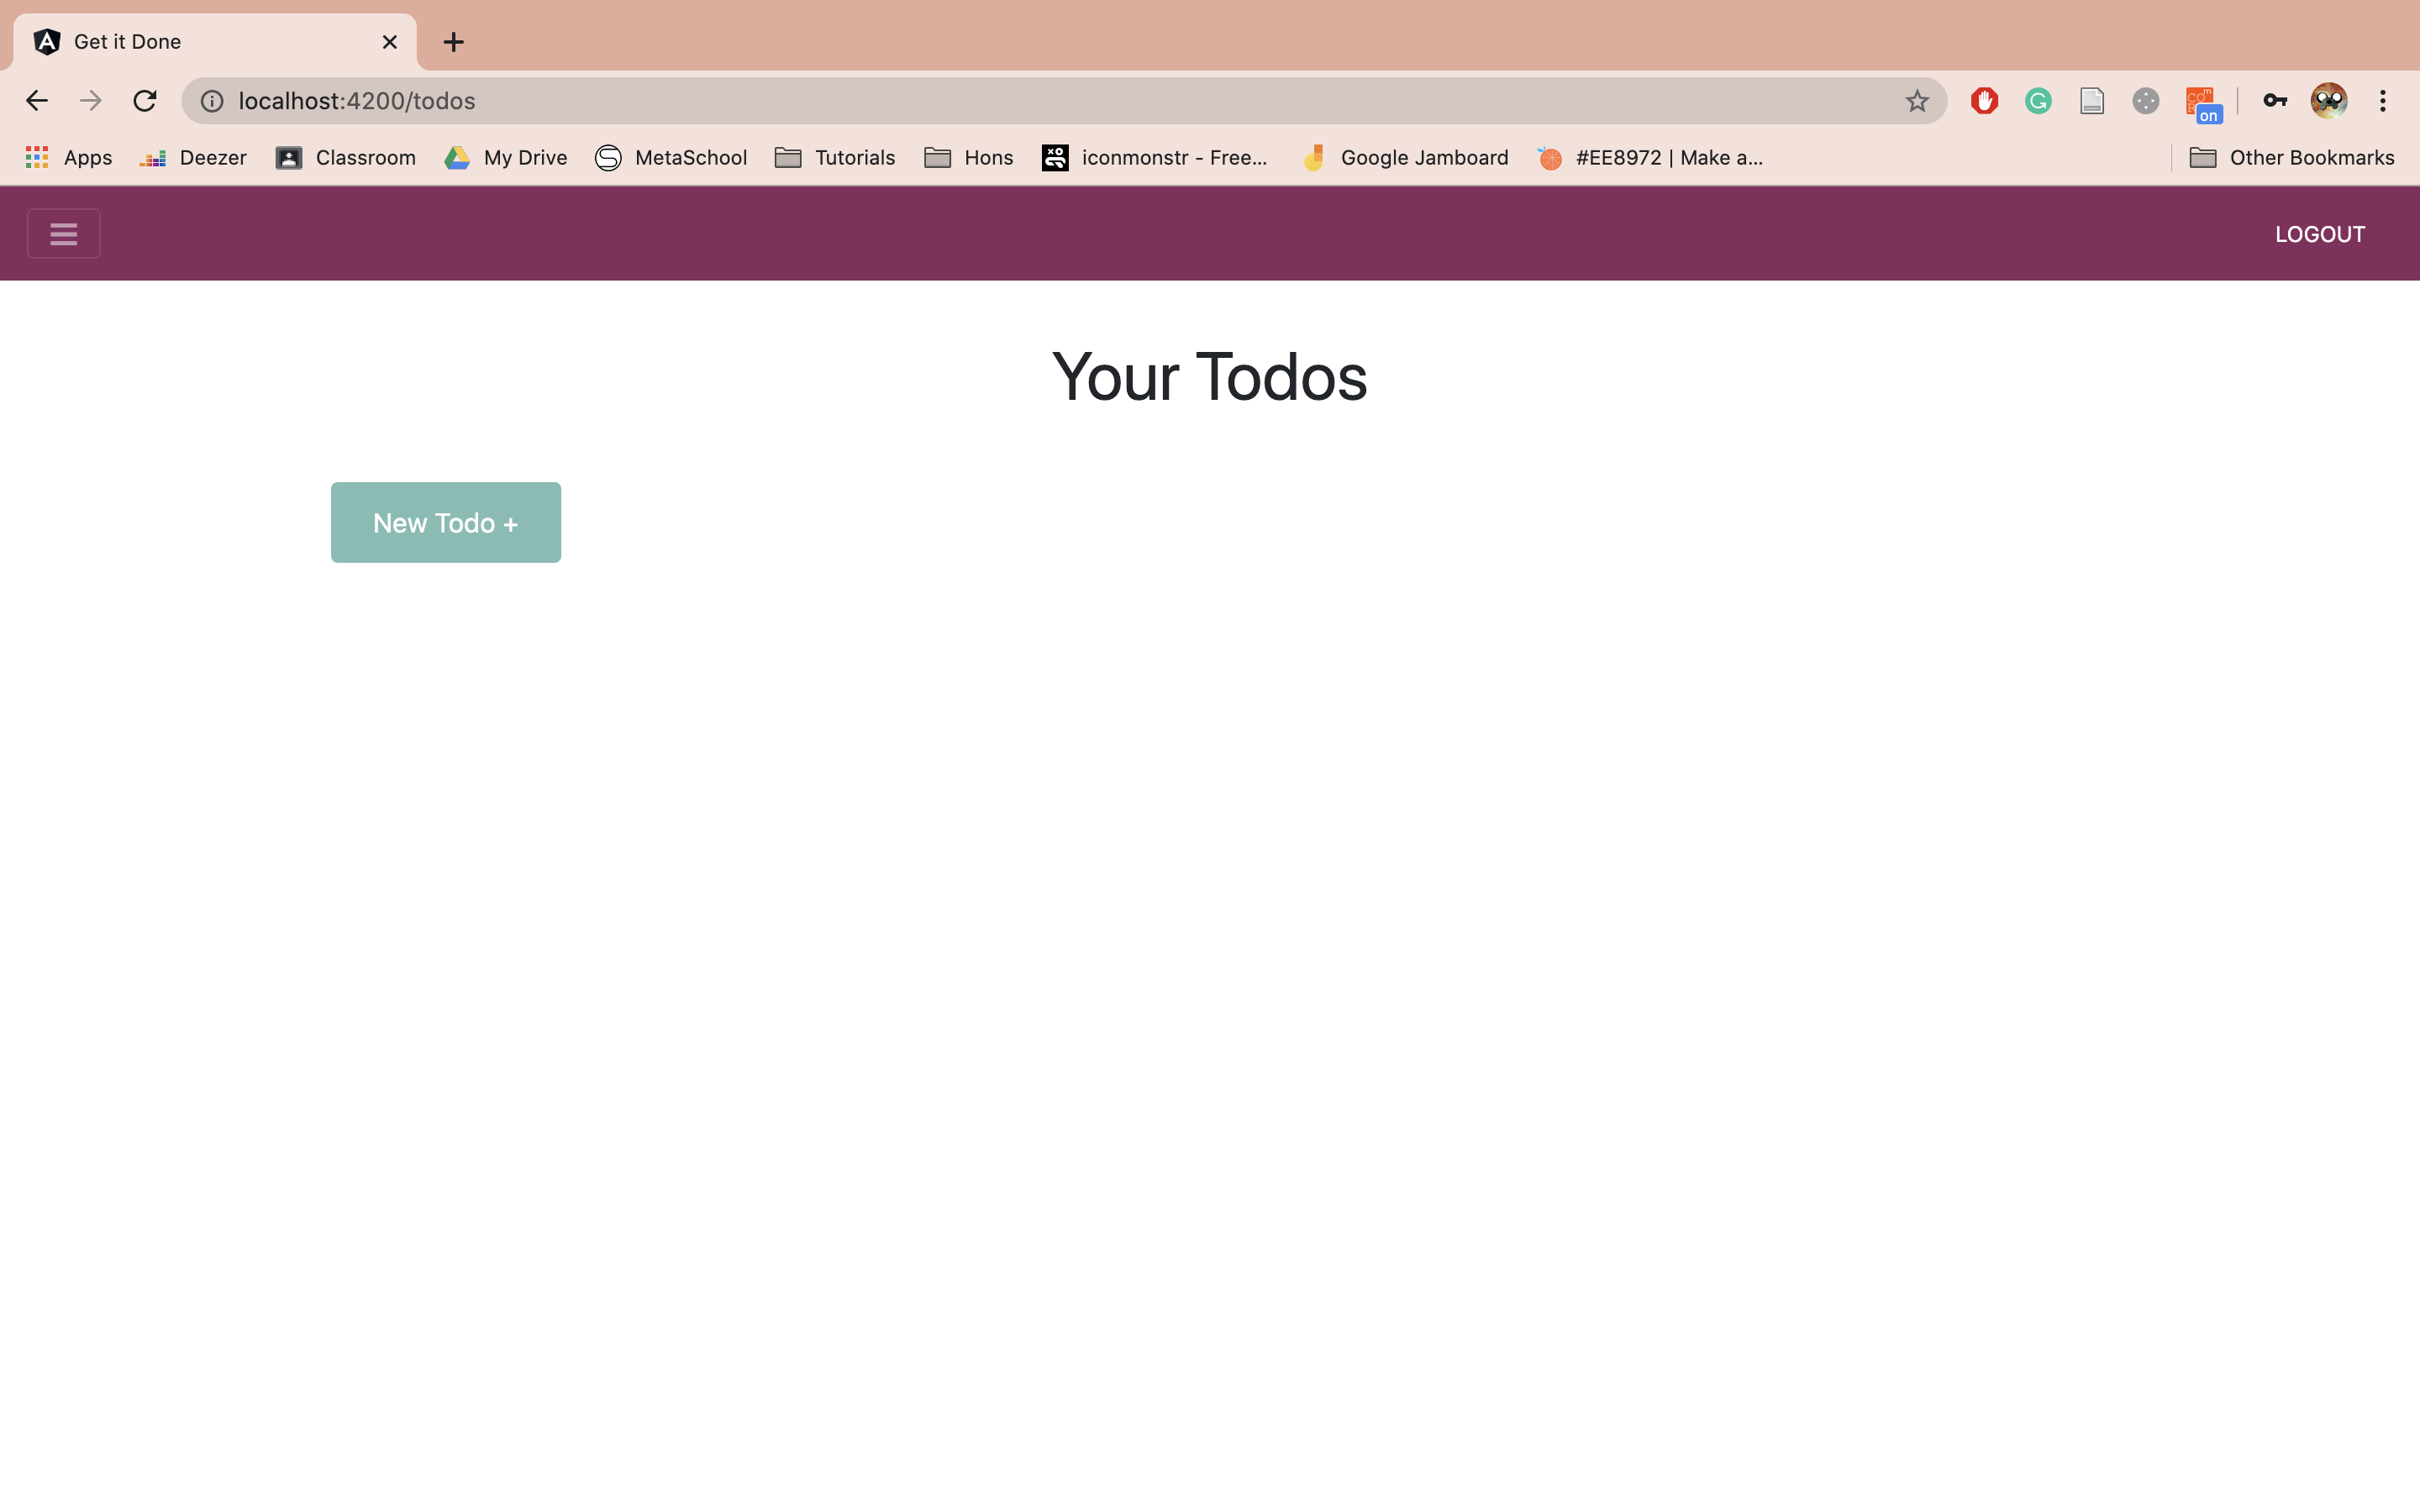 Get it Done
localhost:4200/todos
on
Apps Deezer Classroom My Drive MetaSchool Tutorials Hons iconmonstr - Free... Google Jamboard #EE8972 | Make a... Other Bookmarks
LOGOUT
Your Todos
New Todo +